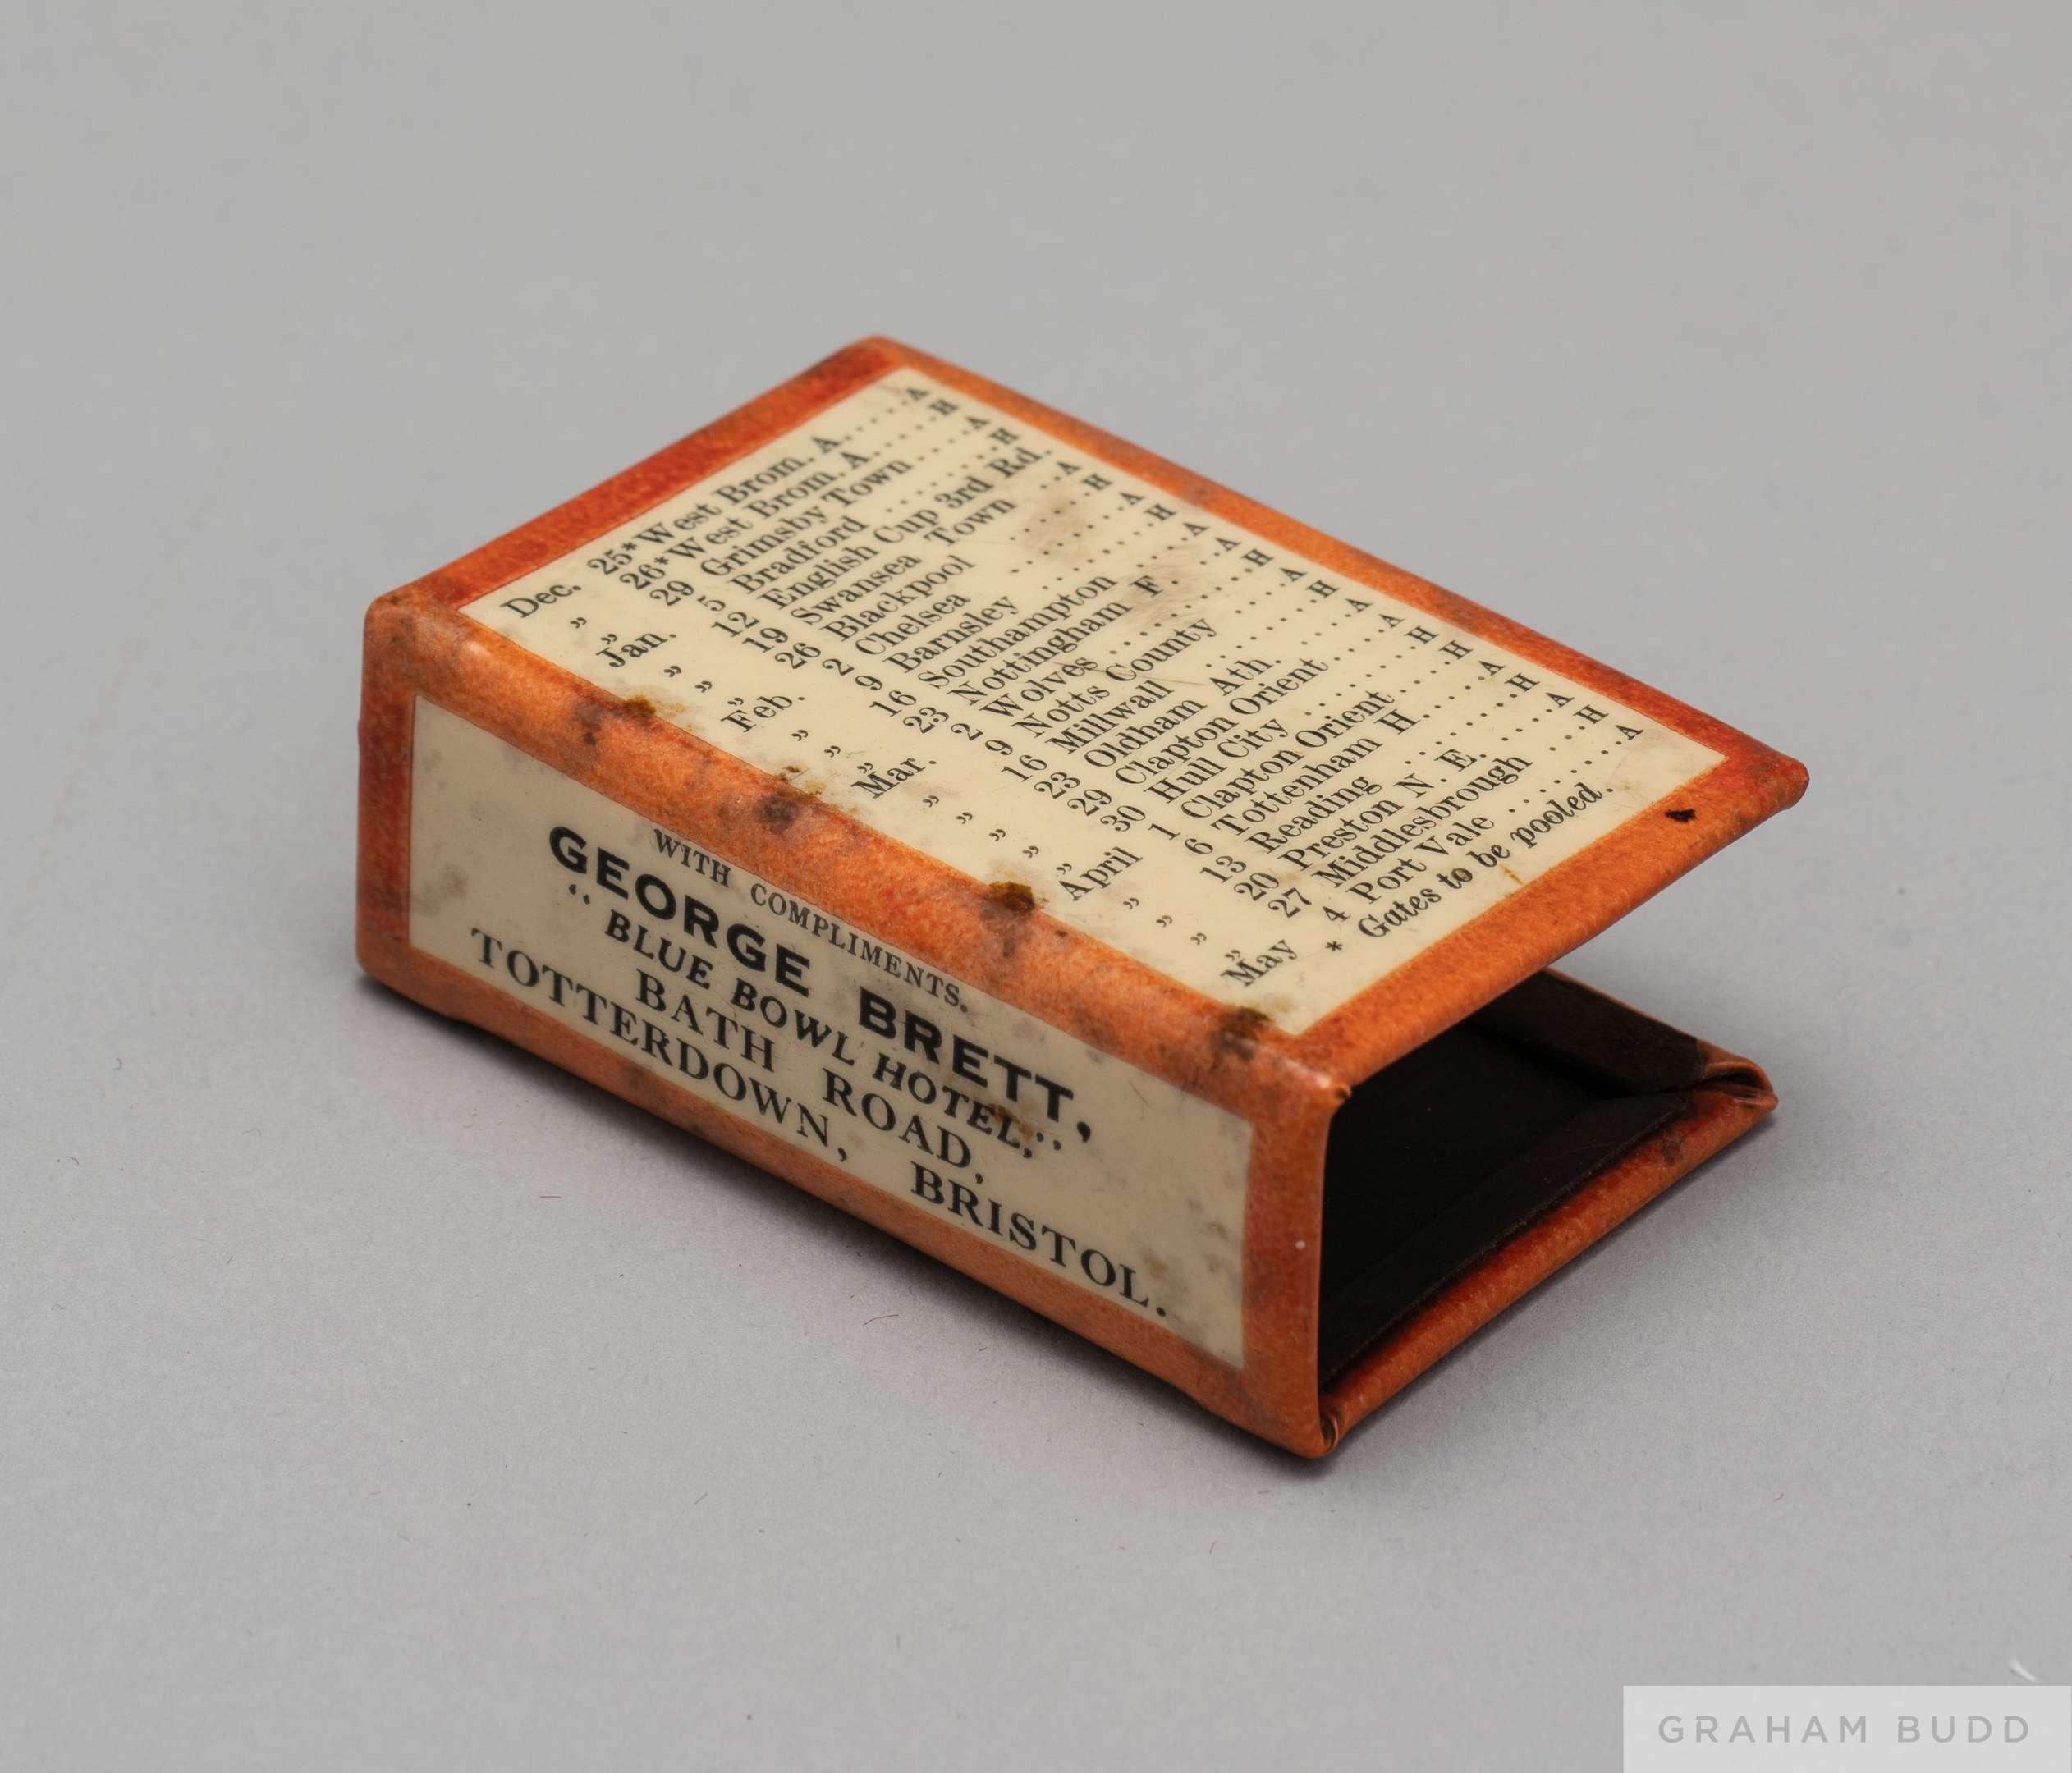 Dec. 25*West Brom. A.....A
„ 26*West Brom. A.....H
„ 29 Grimsby Town....A
Jan. 5 Bradford .......H
„ 12 English Cup 3rd Rd.
„ 19 Swansea Town ..A
„ 26 Blackpool ......H
Feb. 2 Chelsea ........A
„ 9 Barnsley ........H
„ 16 Southampton .....A
„ 23 Nottingham F. ...A
Mar. 2 Wolves ..........H
„ 9 Notts County .....A
„ 16 Millwall ........H
„ 23 Oldham Ath. .....A
„ 29 Clapton Orient....A
„ 30 Hull City ........H
April 1 Clapton Orient ....H
„ 6 Tottenham H......A
„ 13 Reading ........H
„ 20 Preston N. E. ....A
„ 27 Middlesbrough ..H
May 4 Port Vale ........A
* Gates to be pooled.
WITH COMPLIMENTS.
GEORGE BRETT,
"BLUE BOWL HOTEL,"
BATH ROAD,
TOTTERDOWN, BRISTOL.
GRAHAM BUDD